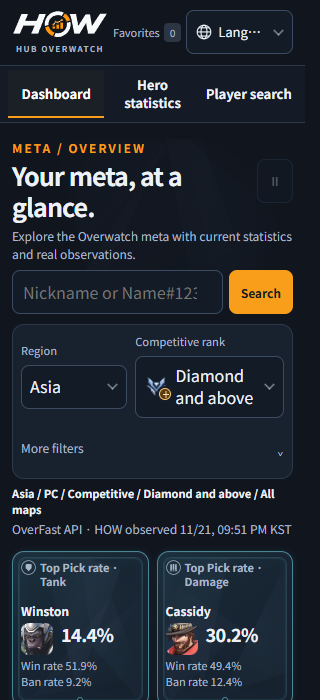 HOW
HUB OVERWATCH
Favorites 0
Lang···
Dashboard
Hero
statistics
Player search
META / OVERVIEW
Your meta, at a
glance.
Explore the Overwatch meta with current statistics
and real observations.
Nickname or Name#123
Search
Region
Competitive rank
Asia
Diamond
and above
More filters
Asia / PC / Competitive / Diamond and above / All
maps
OverFast API · HOW observed 11/21, 09:51 PM KST
Top Pick rate ·
Tank
Winston
14.4%
Win rate 51.9%
Ban rate 9.2%
Top Pick rate ·
Damage
Cassidy
30.2%
Win rate 49.4%
Ban rate 12.4%